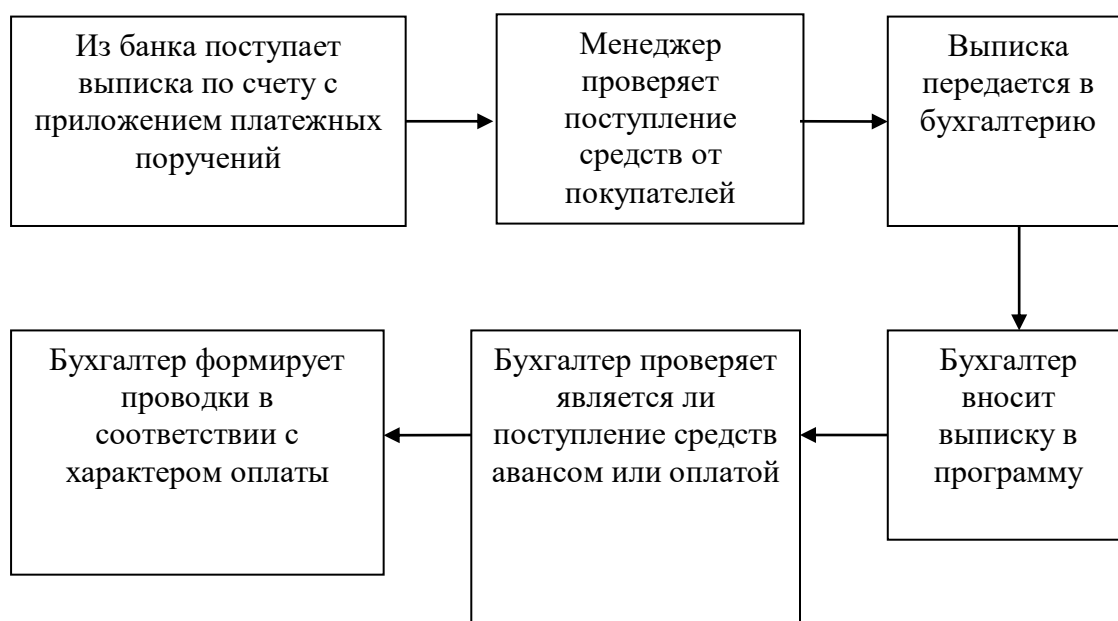 Из банка поступает
выписка по счету с
приложением платежных
поручений
Менеджер
проверяет
поступление
средств от
покупателей
Выписка
передается в
бухгалтерию
Бухгалтер
вносит
выписку в
программу
Бухгалтер проверяет
является ли
поступление средств
авансом или оплатой
Бухгалтер формирует
проводки в
соответствии с
характером оплаты